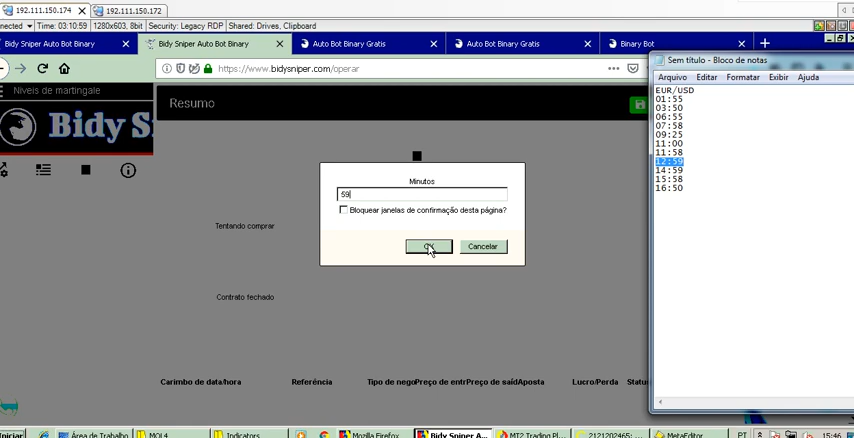 192.111.150.174
192.111.150.172
nected
Time: 03:10:59
1280x603, 8bit
Security: Legacy RDP
Shared: Drives, Clipboard
Bidy Sniper Auto Bot Binary
Bidy Sniper Auto Bot Binary
Auto Bot Binary Gratis
Auto Bot Binary Gratis
Binary Bot
https://www.bidysniper.com/operar
Niveis de martingale
Bidy Sni
Resumo
Minutos
59
Bloquear janelas de confirmação desta página?
OK
Cancelar
Tentando comprar
Contrato fechado
Carimbo de data/hora
Referência
Tipo de nego
Preço de entr
Preço de saíd
Aposta
Lucro/Perda
Status
Sem título - Bloco de notas
Arquivo Editar Formatar Exibir Ajuda
EUR/USD
01:55
03:50
06:55
07:58
09:25
11:00
11:58
12:59
14:59
15:58
16:50
Iniciar
Área de Trabalho
MQL4
Indicators
Mozilla Firefox
Bidy Sniper A...
MT2 Trading Pl...
2121202465: ...
MetaEditor
PT
15:46